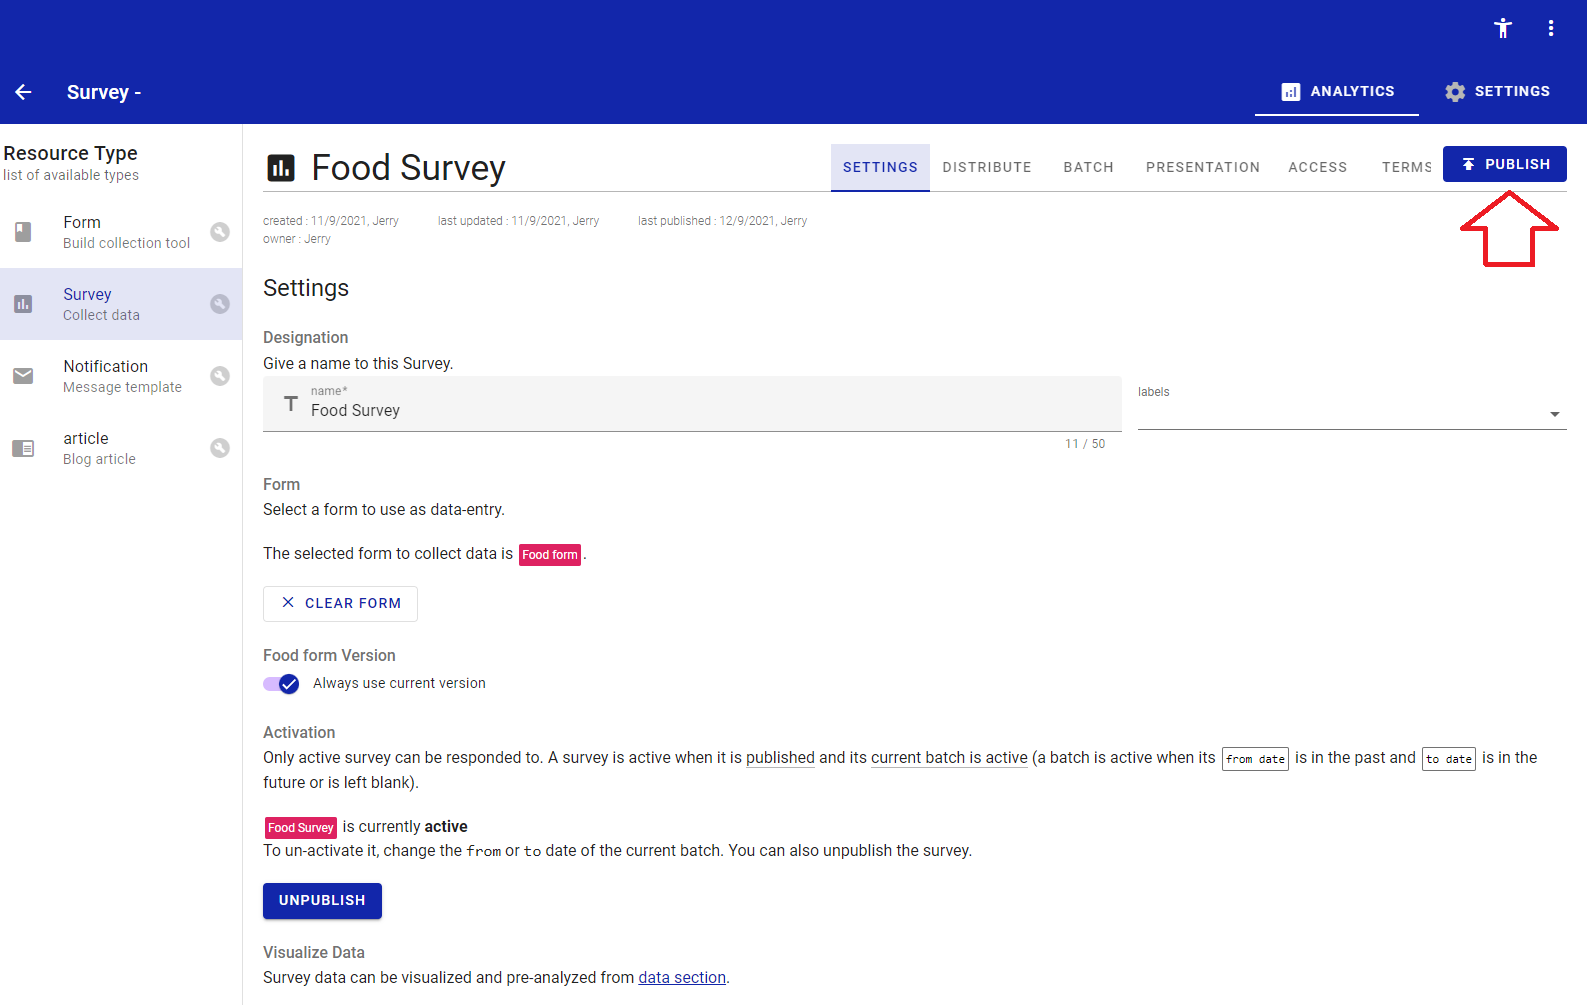 Survey -
ANALYTICS
SETTINGS
Resource Type
list of available types
Form
Build collection tool
Survey
Collect data
Notification
Message template
article
Blog article
Food Survey
SETTINGS DISTRIBUTE BATCH PRESENTATION ACCESS TERMS
PUBLISH
created : 11/9/2021, Jerry last updated : 11/9/2021, Jerry last published : 12/9/2021, Jerry
owner : Jerry
Settings
Designation
Give a name to this Survey.
name*
Food Survey
labels
11 / 50
Form
Select a form to use as data-entry.
The selected form to collect data is Food form .
CLEAR FORM
Food form Version
Always use current version
Activation
Only active survey can be responded to. A survey is active when it is published and its current batch is active (a batch is active when its from date is in the past and to date is in the
future or is left blank).
Food Survey is currently active
To un-activate it, change the from or to date of the current batch. You can also unpublish the survey.
UNPUBLISH
Visualize Data
Survey data can be visualized and pre-analyzed from data section.